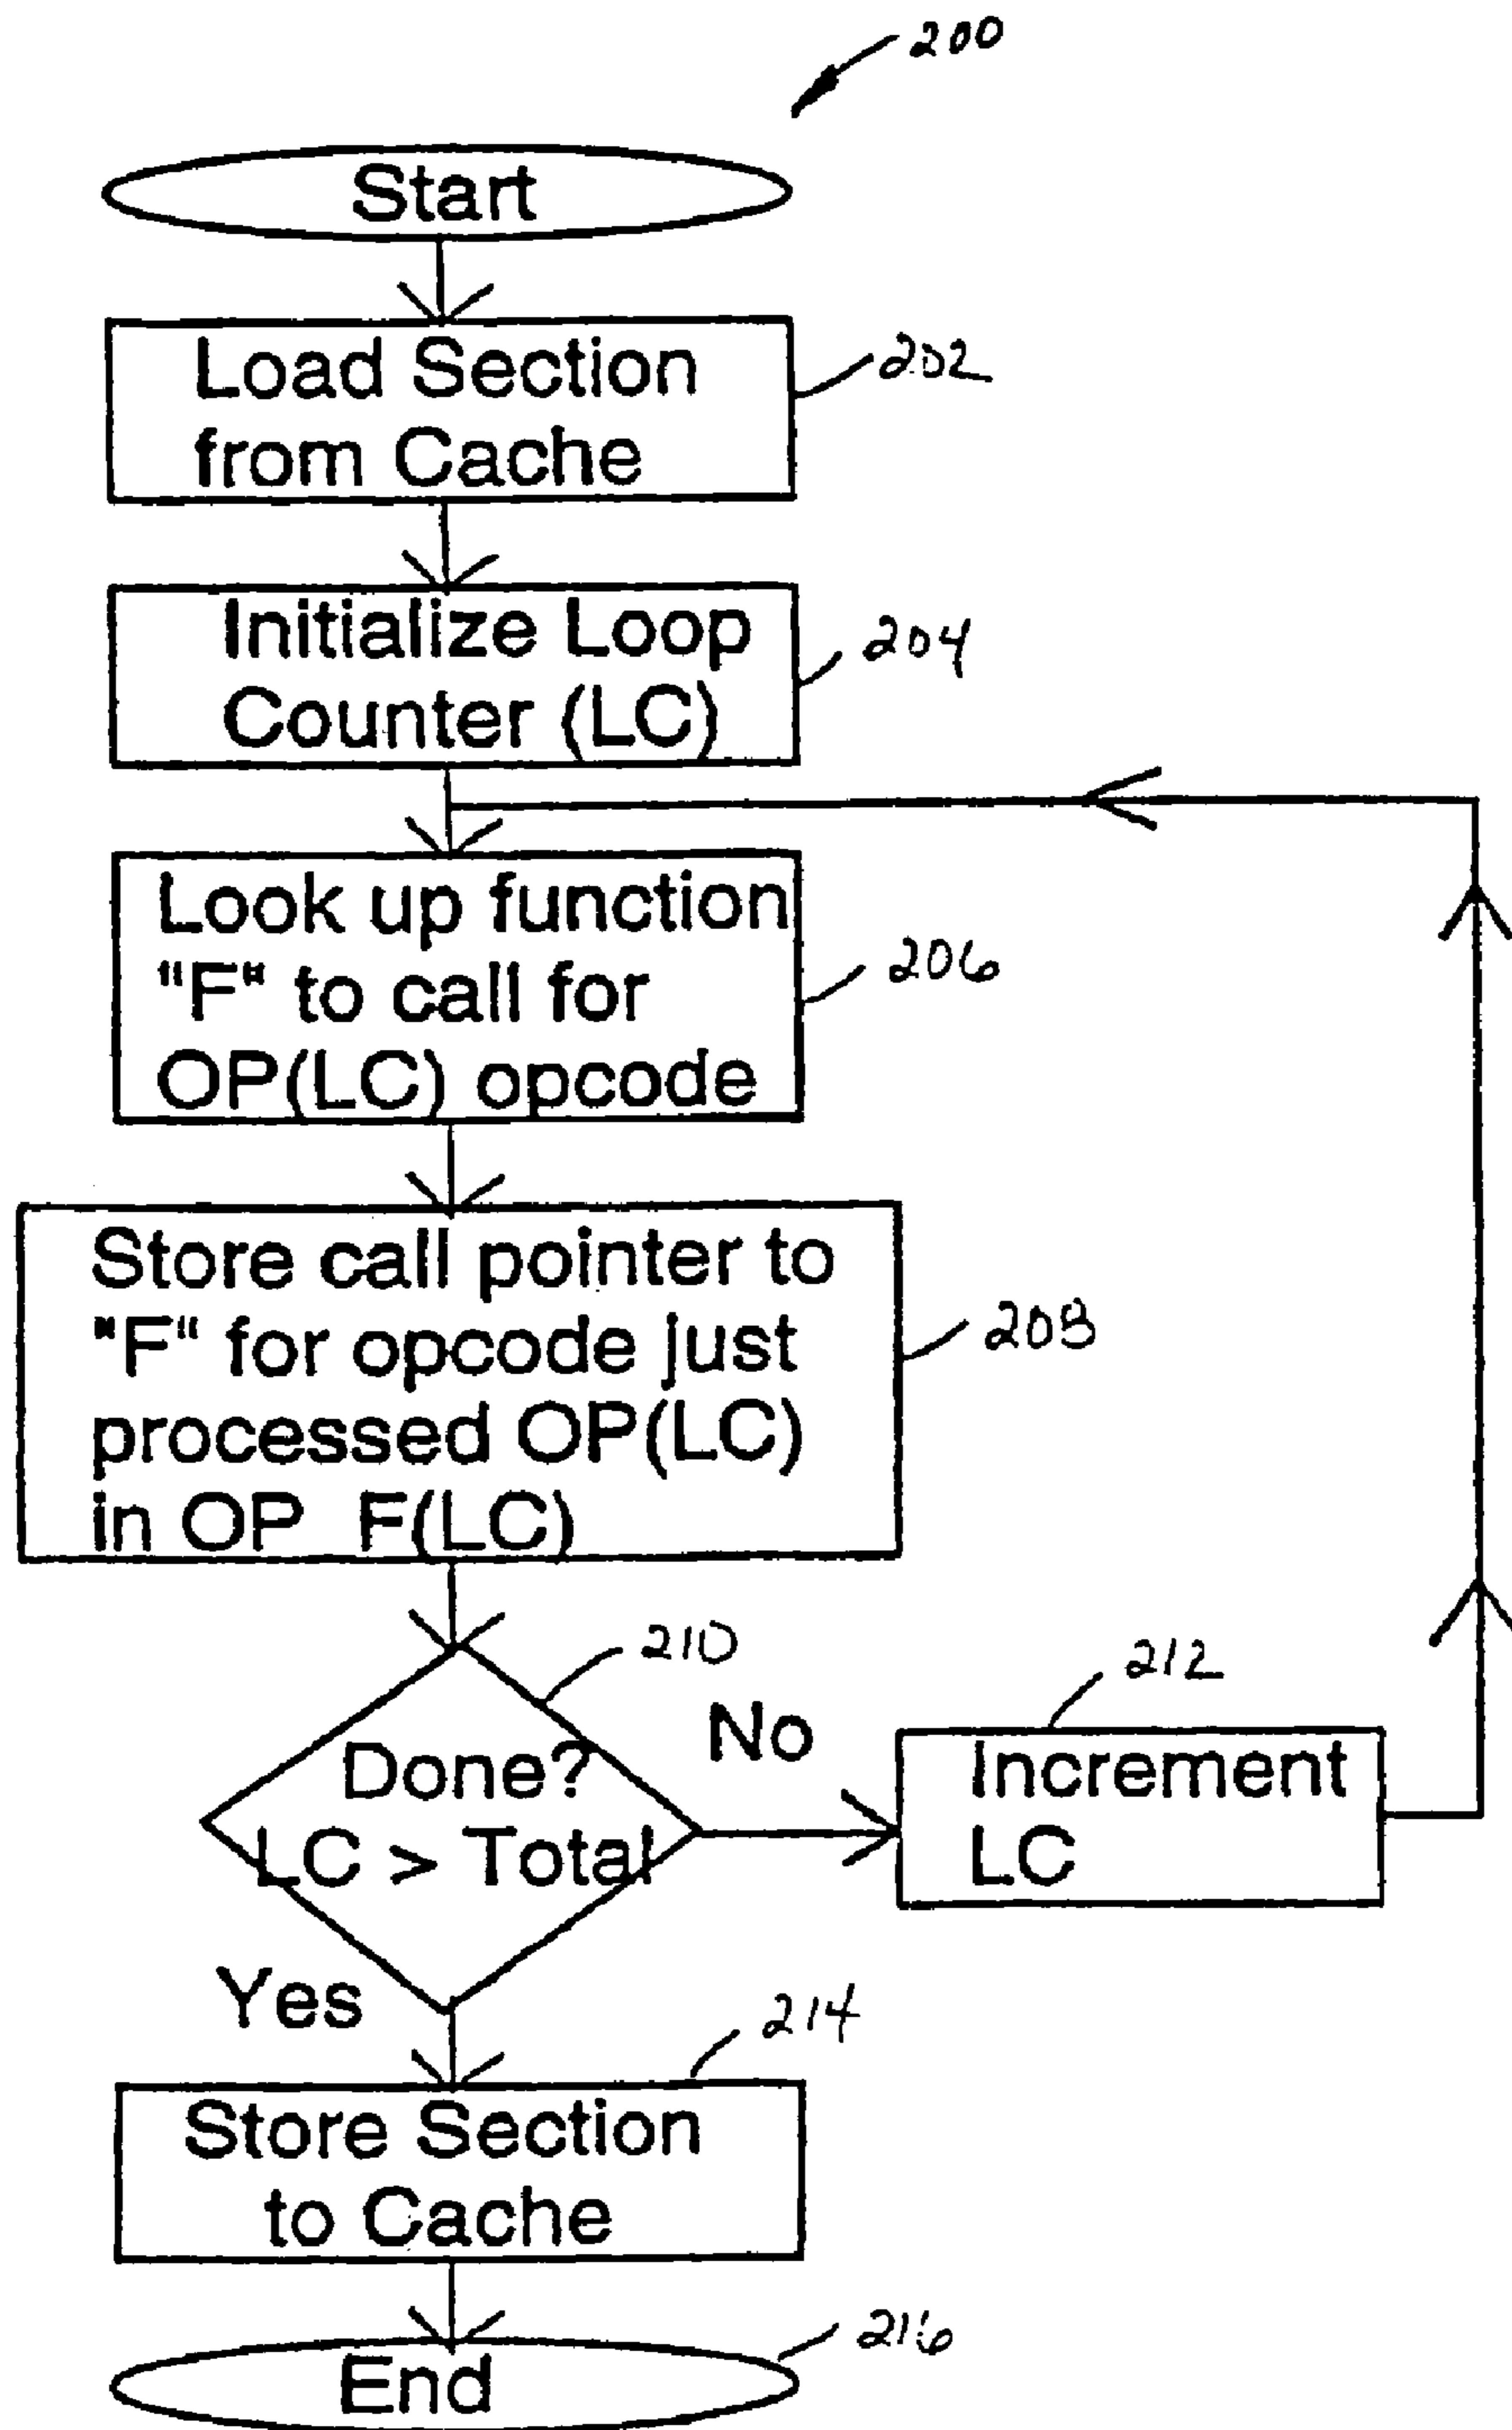 200
Start
Load Section
from Cache
202
Initialize Loop
Counter (LC)
204
Look up function
"F" to call for
OP(LC) opcode
206
Store call pointer to
"F" for opcode just
processed OP(LC)
in OP F(LC)
208
210
Done?
LC > Total
No
212
Increment
LC
Yes
214
Store Section
to Cache
216
End